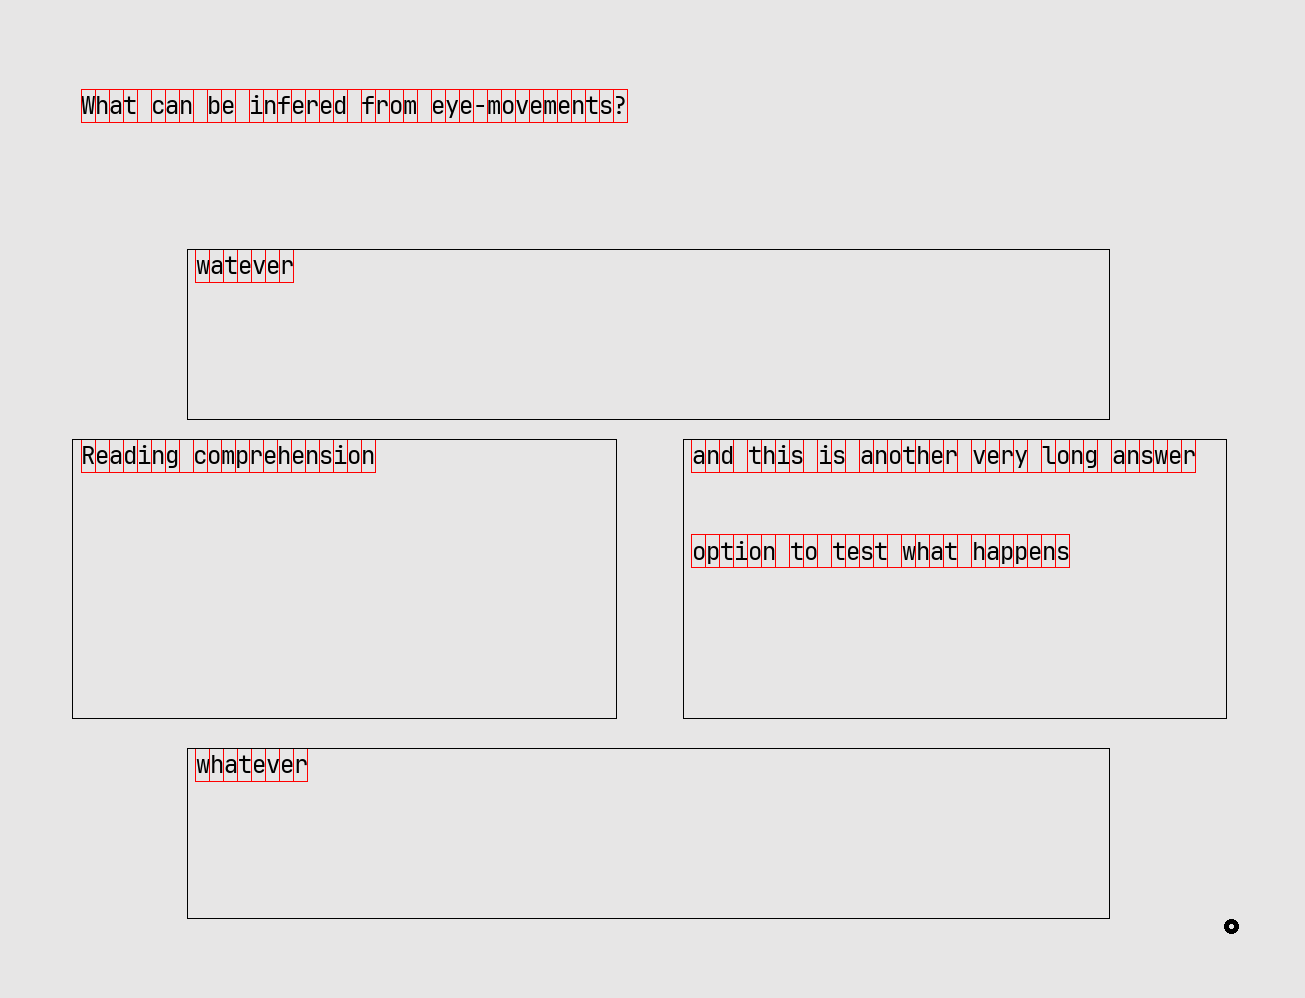 What can be infered from eye-movements?
watever
Reading comprehension
and this is another very long answer
option to test what happens
whatever